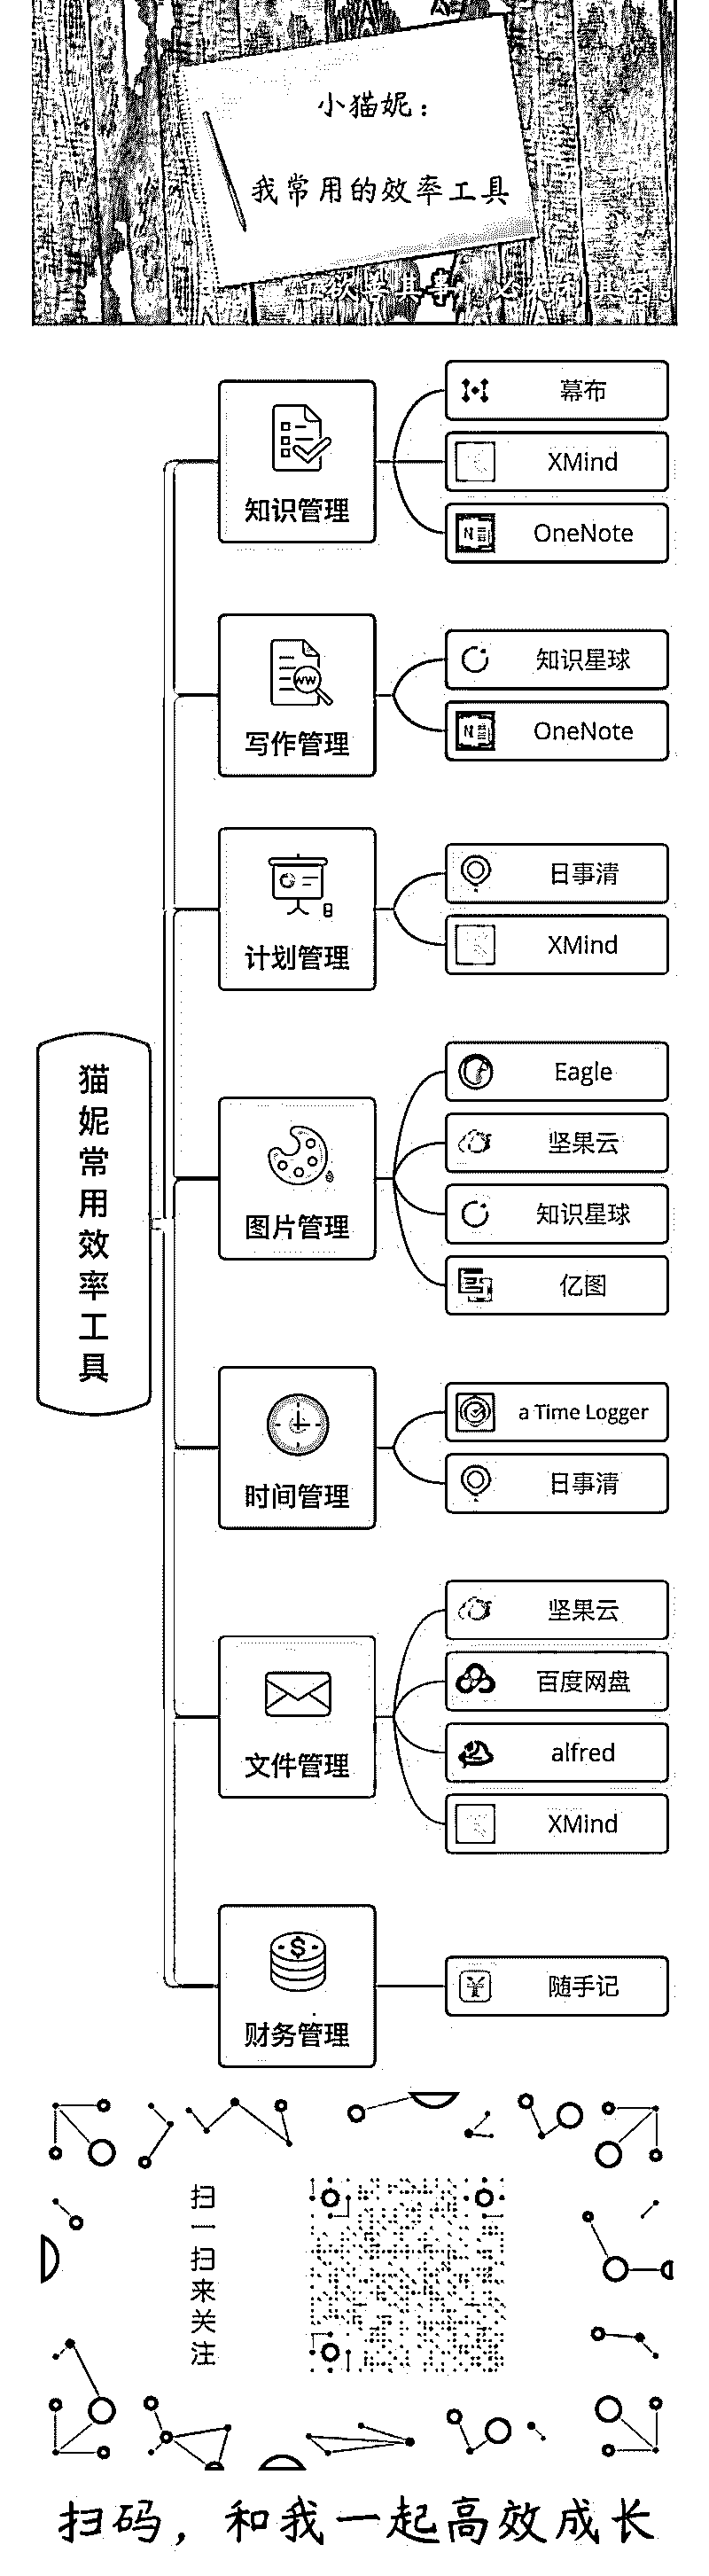 小猫妮：
我常用的效率工具
工欲善其事，必先利其器。
猫妮常用效率工具
知识管理
幕布
XMind
OneNote
写作管理
知识星球
OneNote
计划管理
日事清
XMind
图片管理
Eagle
坚果云
知识星球
亿图
时间管理
a Time Logger
日事清
文件管理
坚果云
百度网盘
alfred
XMind
财务管理
随手记
扫一扫来关注
扫码，和我一起高效成长